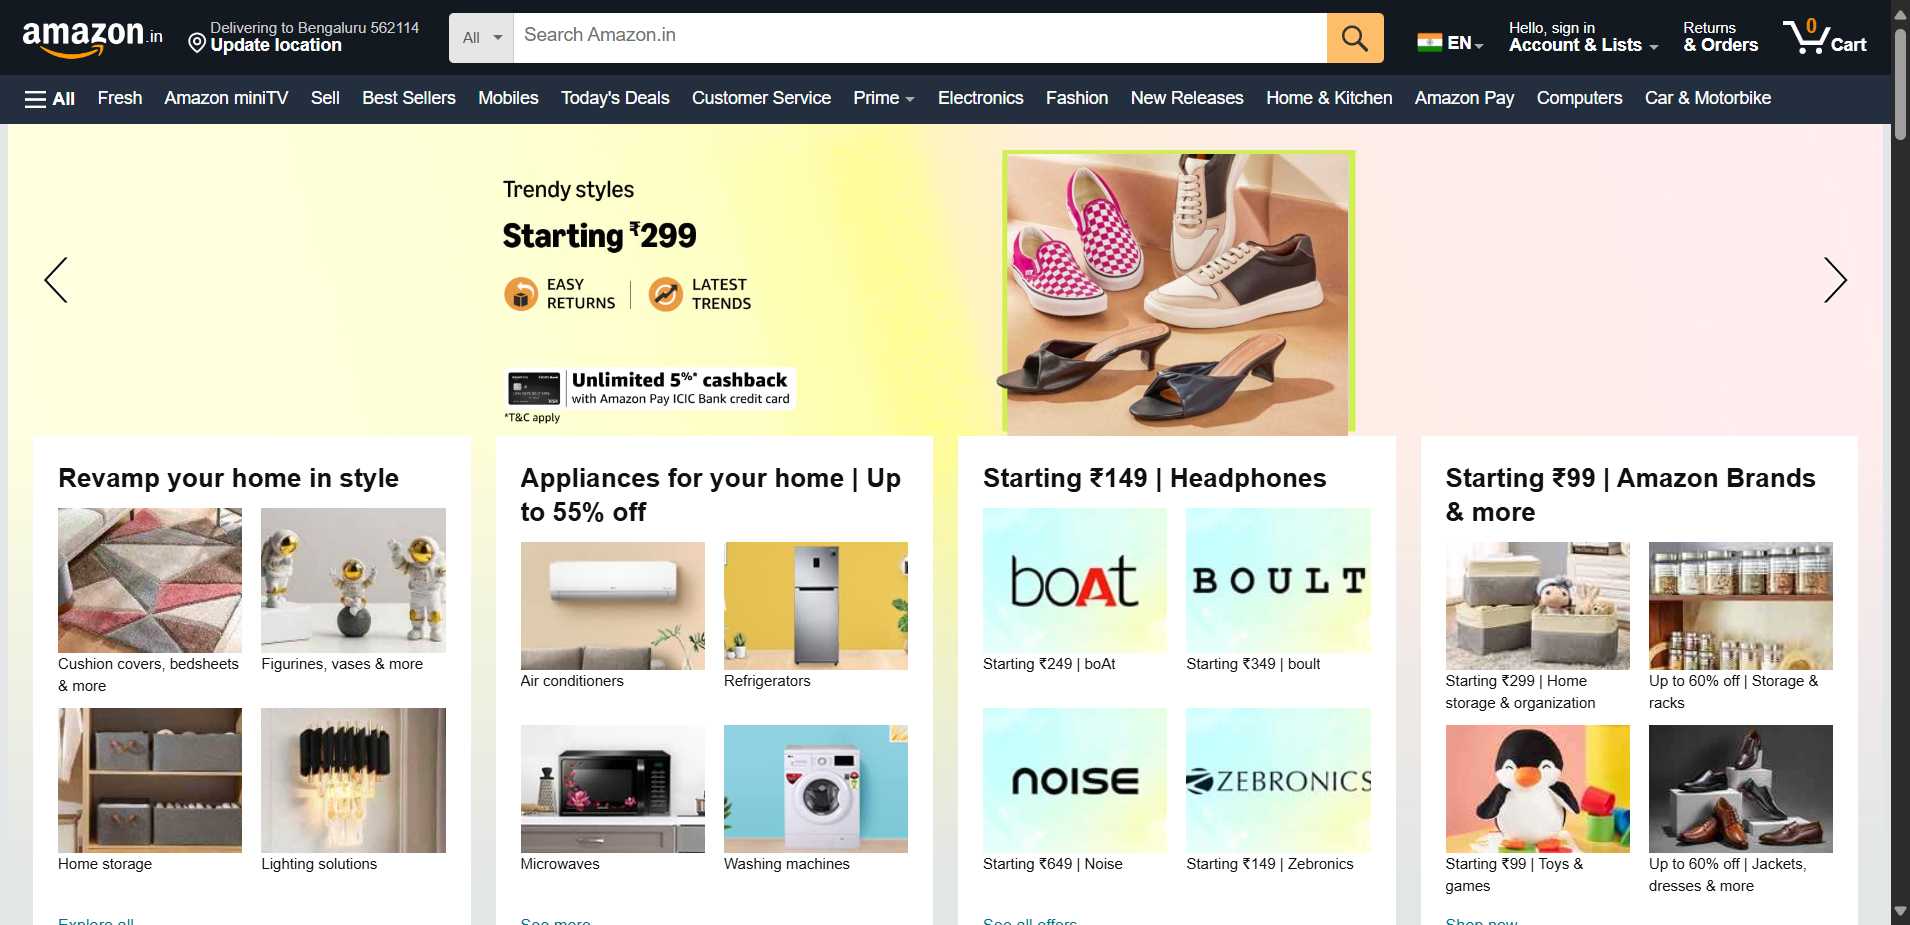 amazon.in
Delivering to Bengaluru 562114
Update location
All
Search Amazon.in
EN
Hello, sign in
Account & Lists
Returns
& Orders
0
Cart
All
Fresh
Amazon miniTV
Sell
Best Sellers
Mobiles
Today's Deals
Customer Service
Prime
Electronics
Fashion
New Releases
Home & Kitchen
Amazon Pay
Computers
Car & Motorbike
Trendy styles
Starting ₹299
EASY
RETURNS
LATEST
TRENDS
Unlimited 5%* cashback
with Amazon Pay ICIC Bank credit card
*T&C apply
Revamp your home in style
Cushion covers, bedsheets
& more
Figurines, vases & more
Home storage
Lighting solutions
Explore all
Appliances for your home | Up
to 55% off
Air conditioners
Refrigerators
Microwaves
Washing machines
See more
Starting ₹149 | Headphones
boAt
BOULT
Starting ₹249 | boAt
Starting ₹349 | boult
noise
ZEBRONICS
Starting ₹649 | Noise
Starting ₹149 | Zebronics
See all offers
Starting ₹99 | Amazon Brands
& more
Starting ₹299 | Home
storage & organization
Up to 60% off | Storage &
racks
Starting ₹99 | Toys &
games
Up to 60% off | Jackets,
dresses & more
Shop now